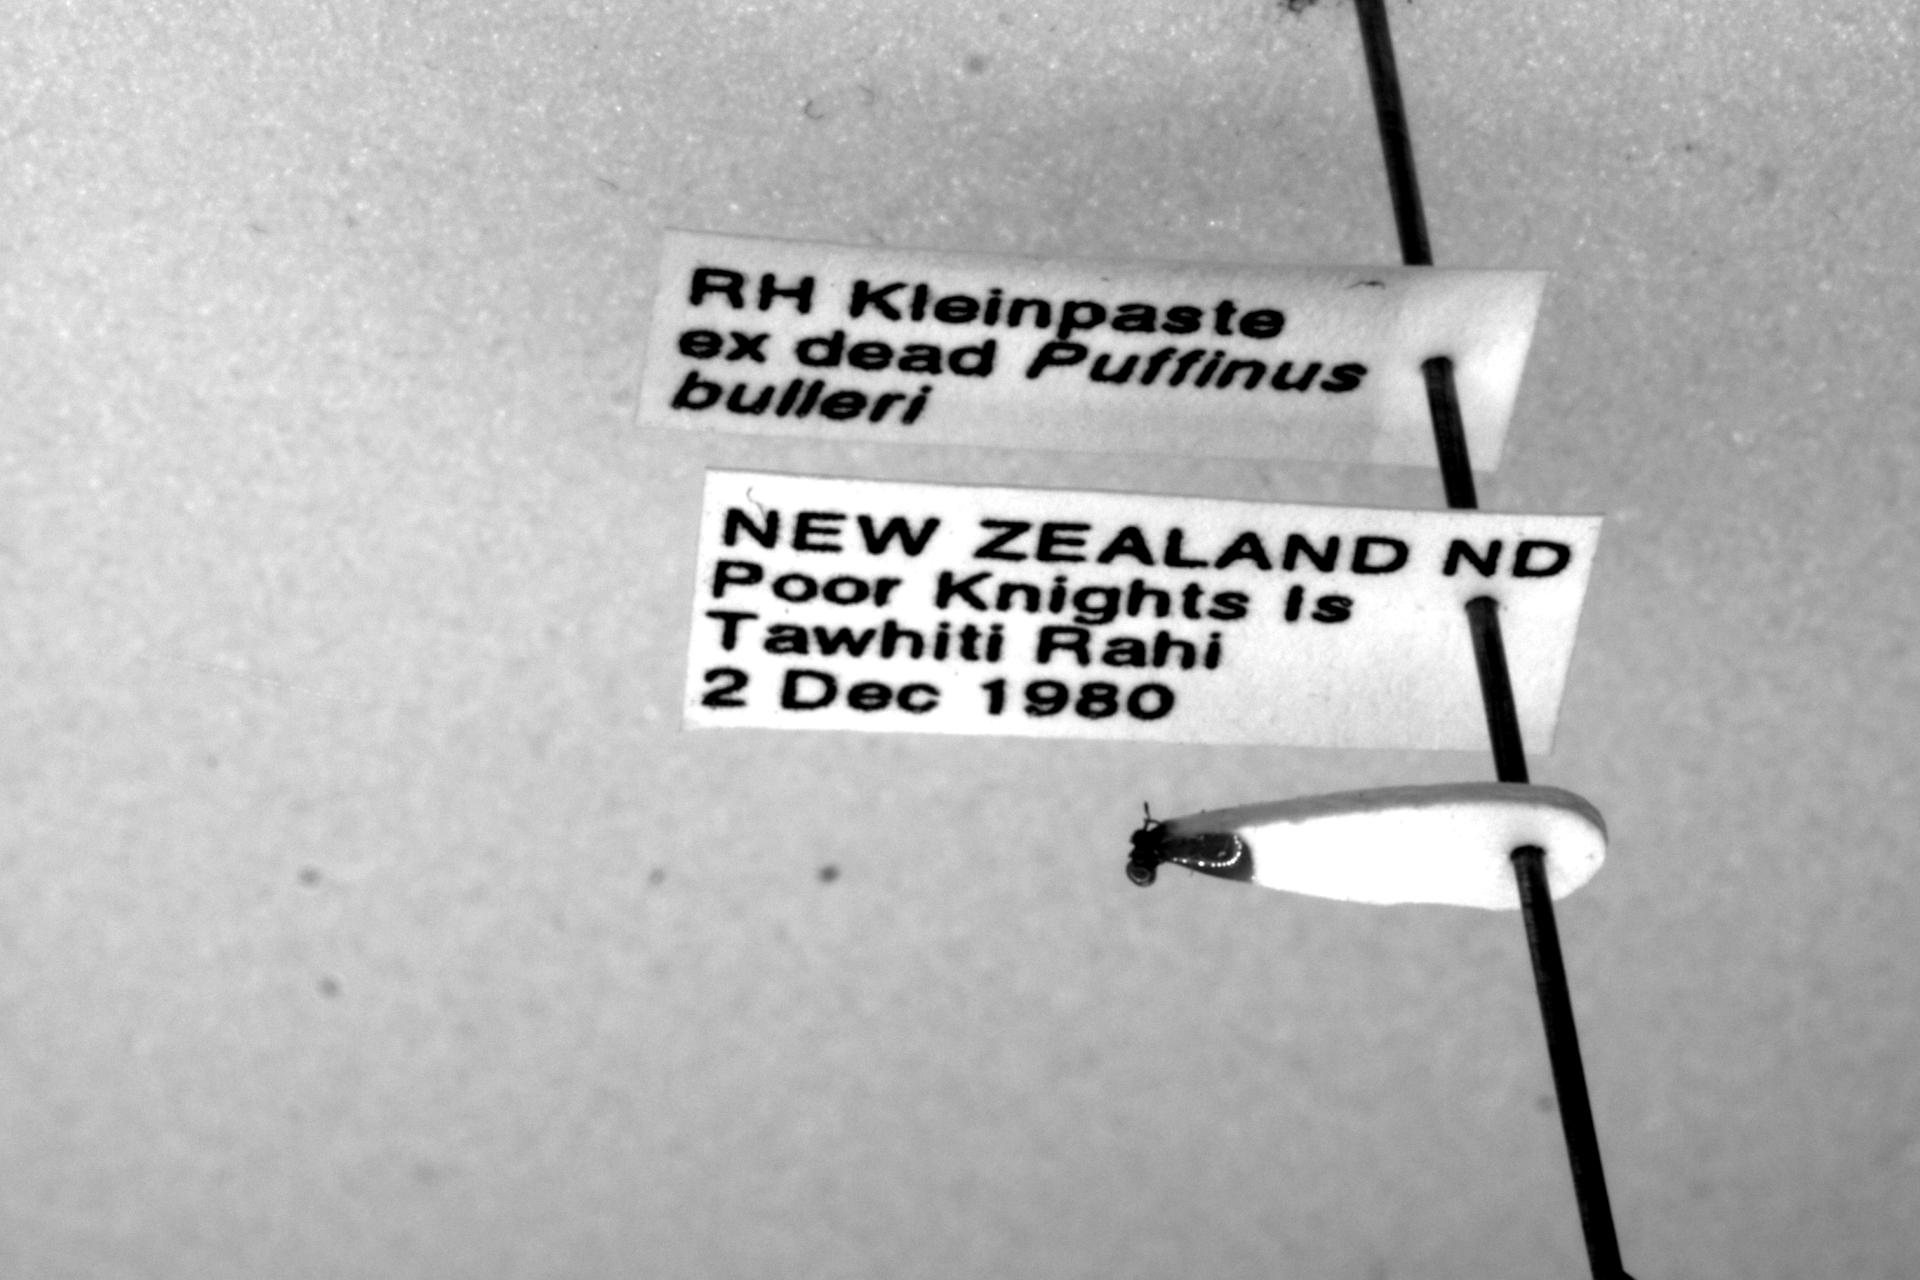 RH Kleinpaste
ex dead Puffinus
bulleri
NEW ZEALAND ND
Poor Knights Is
Tawhiti Rahi
2 Dec 1980